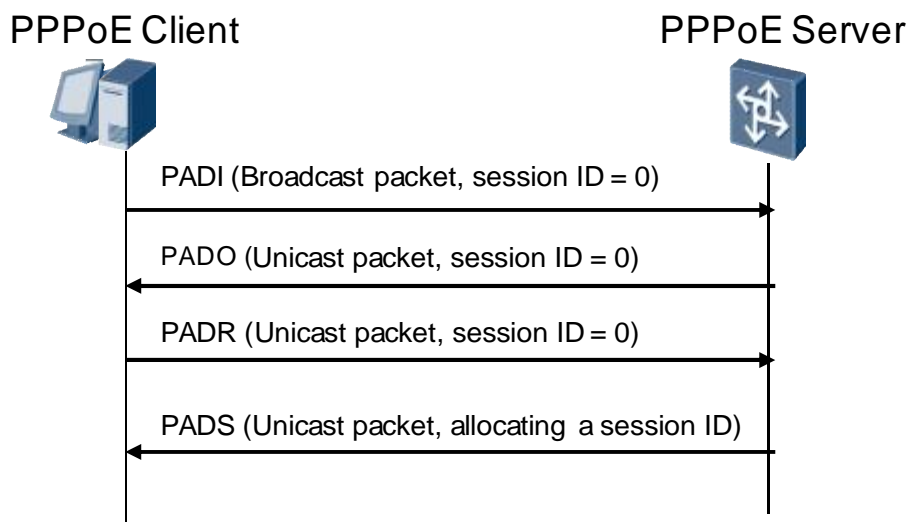 PPPoE Client
PPPoE Server
PADI (Broadcast packet, session ID = 0)
PADO (Unicast packet, session ID = 0)
PADR (Unicast packet, session ID = 0)
PADS (Unicast packet, allocating a session ID)